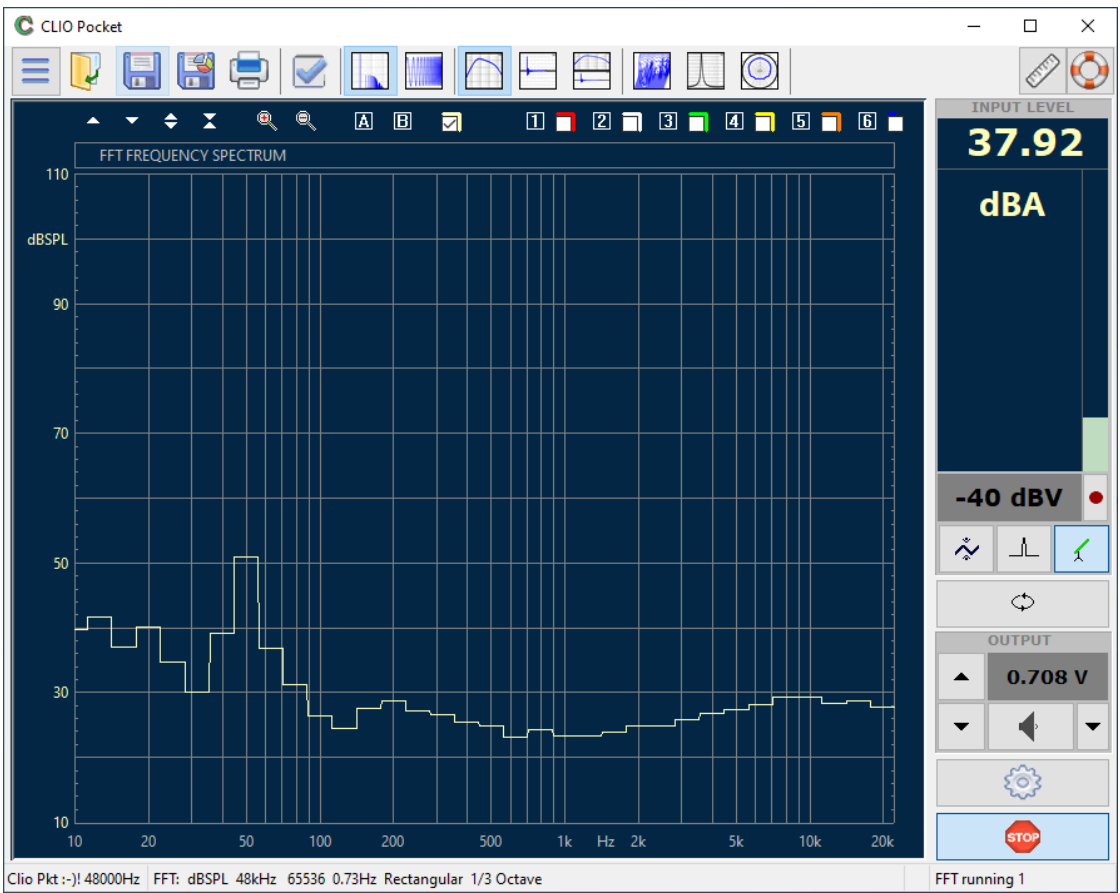 CLIO Pocket
INPUT LEVEL
37.92
dBA
A B 1 2 3 4 5 6
FFT FREQUENCY SPECTRUM
110
dBSPL
90
70
50
30
10
10 20 50 100 200 500 1k Hz 2k 5k 10k 20k
-40 dBV
OUTPUT
0.708 V
STOP
Clio Pkt :-)! 48000Hz FFT: dBSPL 48kHz 65536 0.73Hz Rectangular 1/3 Octave FFT running 1